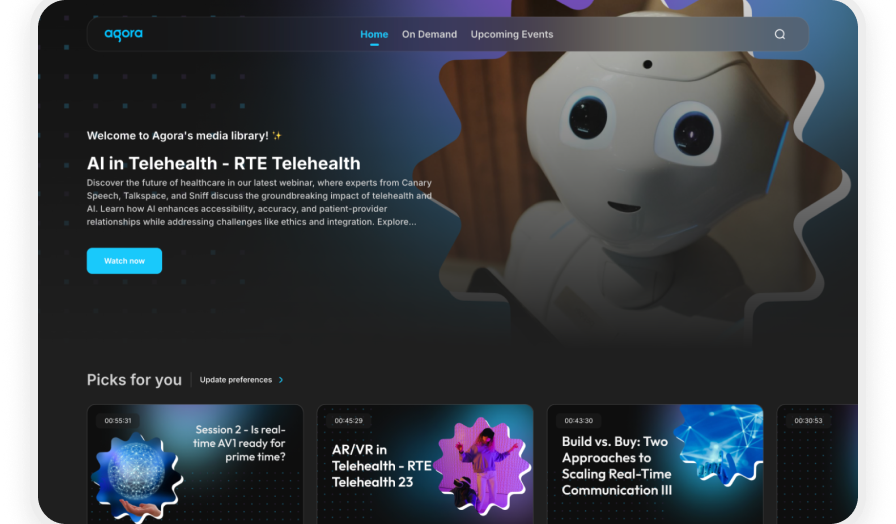 agora
Home On Demand Upcoming Events
Welcome to Agora's media library! ✨
AI in Telehealth - RTE Telehealth
Discover the future of healthcare in our latest webinar, where experts from Canary
Speech, Talkspace, and Sniff discuss the groundbreaking impact of telehealth and
AI. Learn how AI enhances accessibility, accuracy, and patient-provider
relationships while addressing challenges like ethics and integration. Explore...
Watch now
Picks for you
Update preferences
00:55:31
Session 2 - Is real-
time AV1 ready for
prime time?
00:45:29
AR/VR in
Telehealth - RTE
Telehealth 23
00:43:30
Build vs. Buy: Two
Approaches to
Scaling Real-Time
Communication III
00:30:53